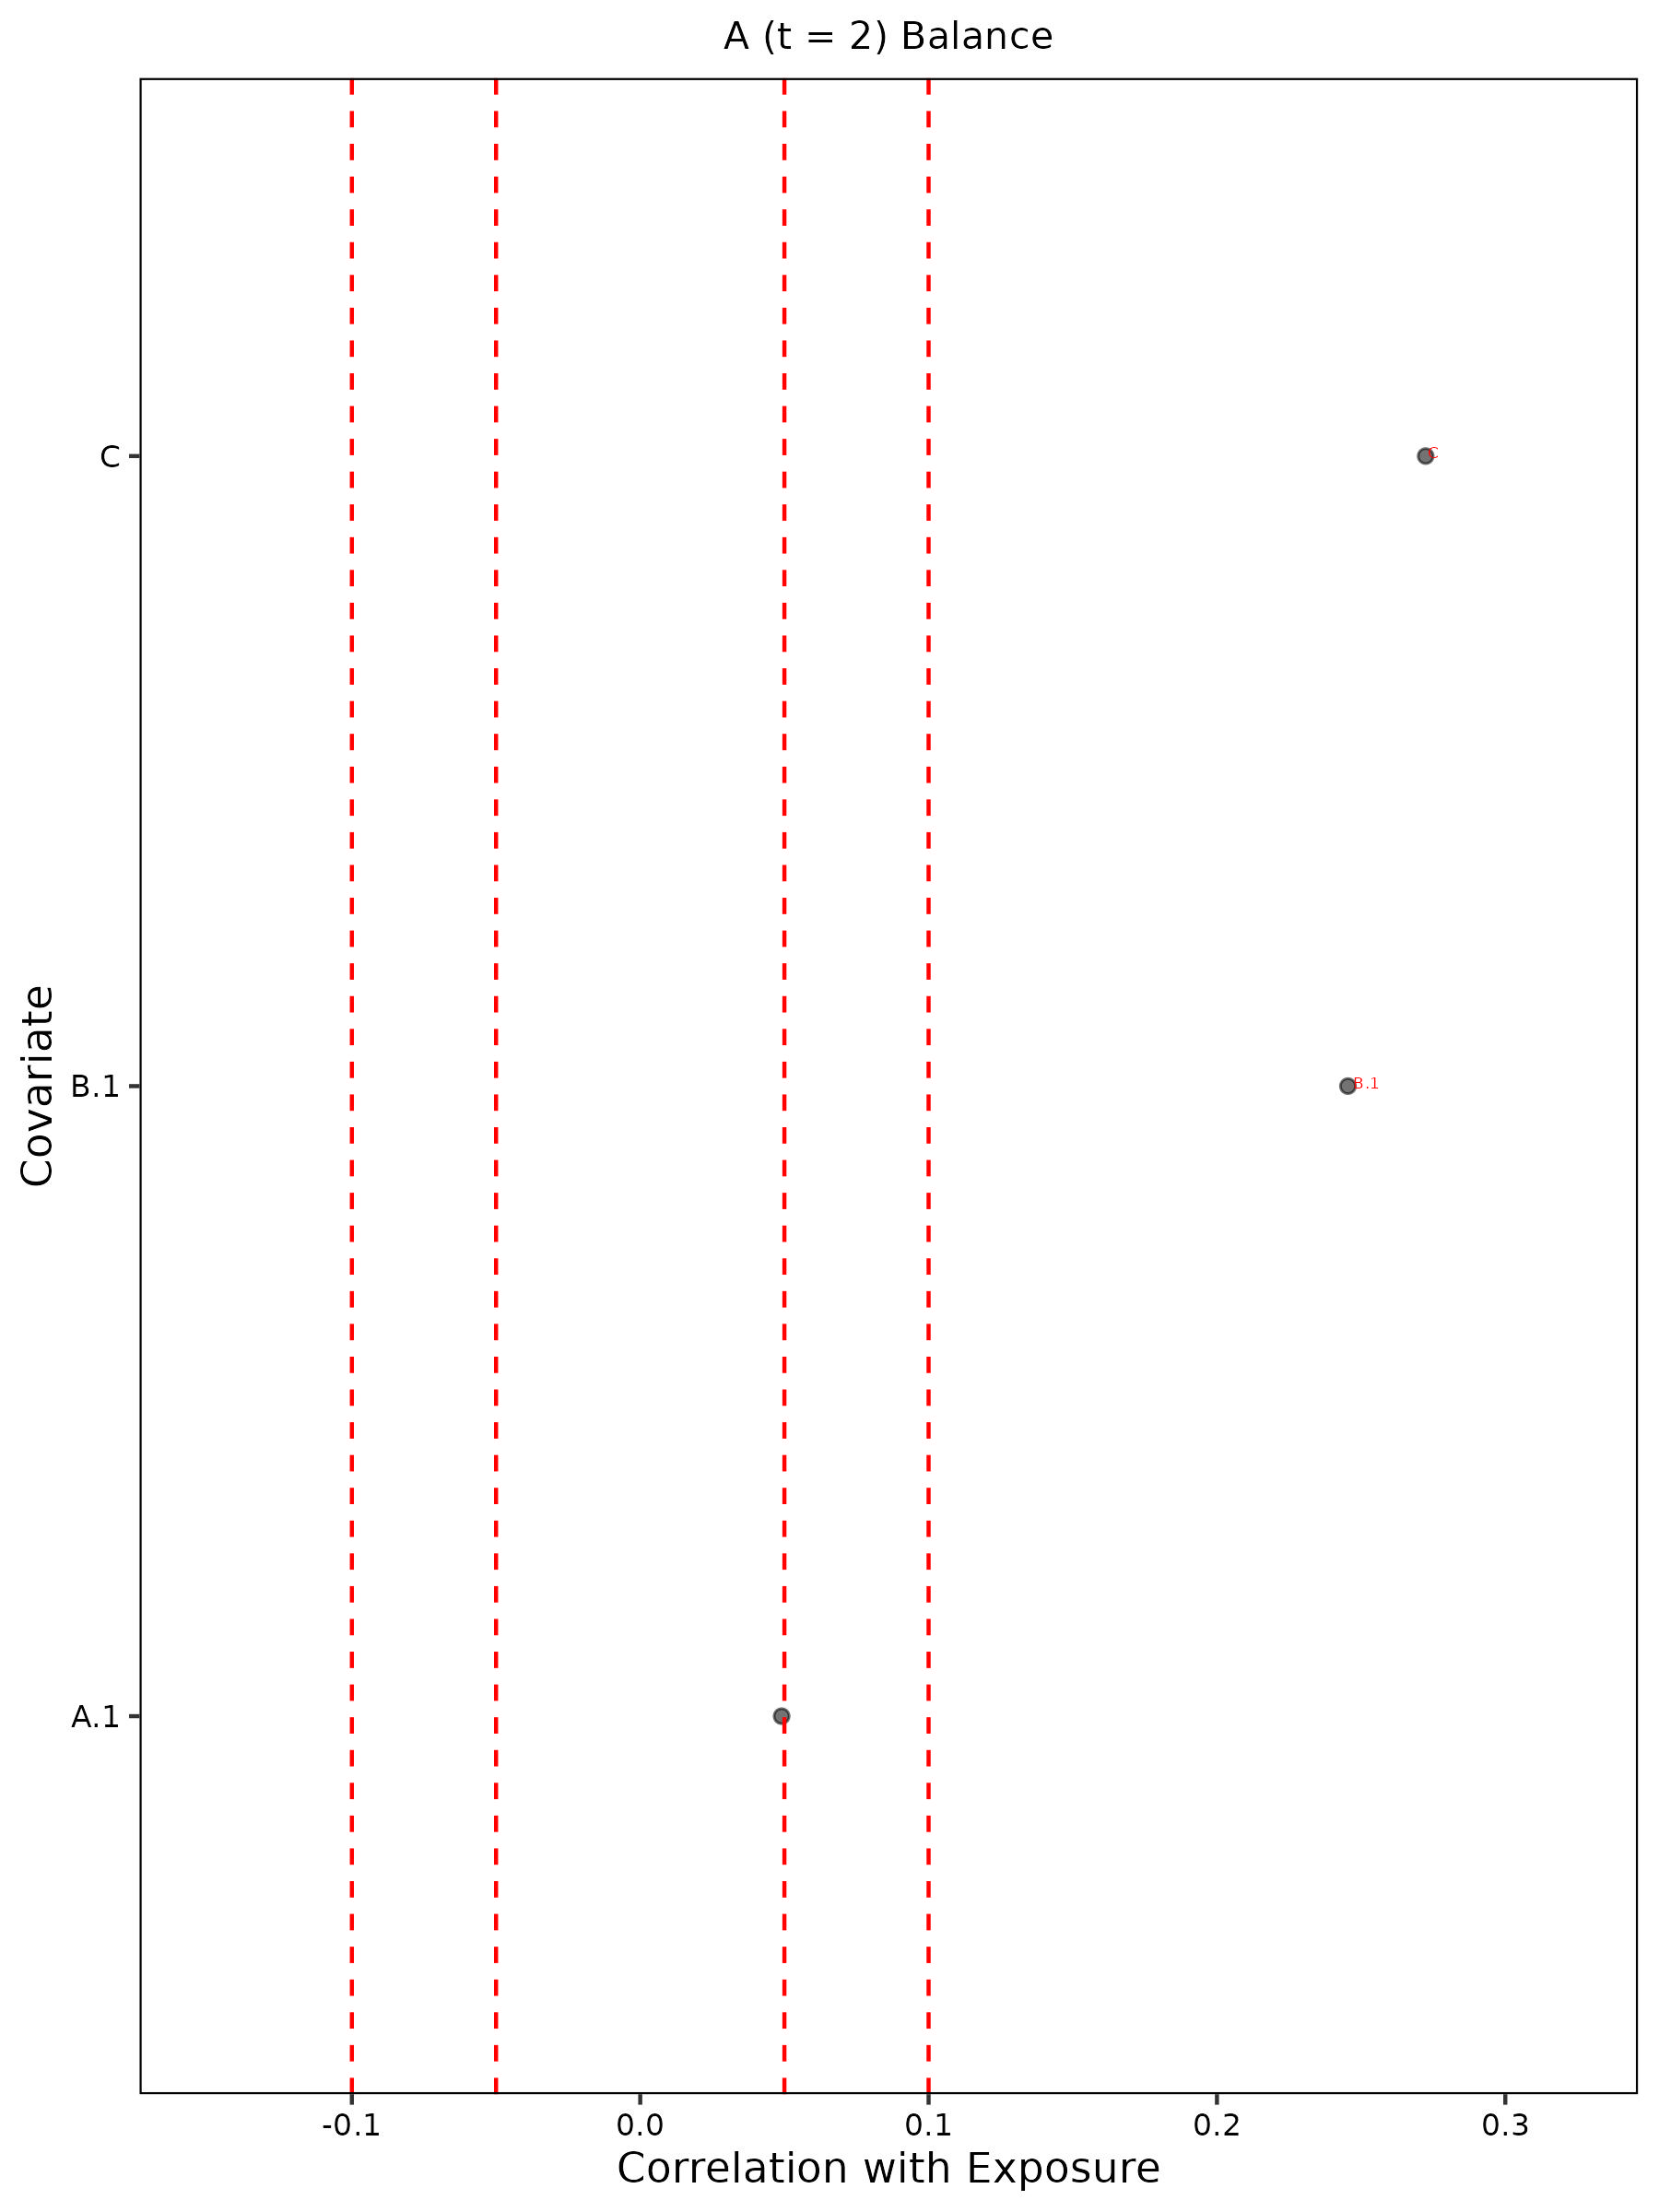 A (t = 2) Balance
Covariate
C
C
B.1
B.1
A.1
-0.1 0.0 0.1 0.2 0.3
Correlation with Exposure